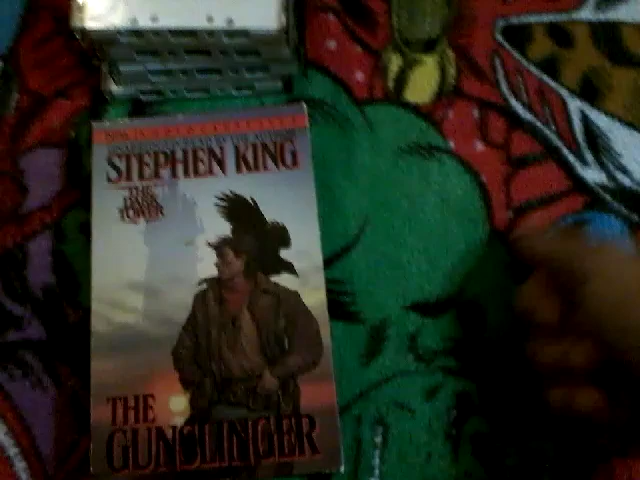 STEPHEN KING
THE
DARK
TOWER
THE
GUNSLINGER